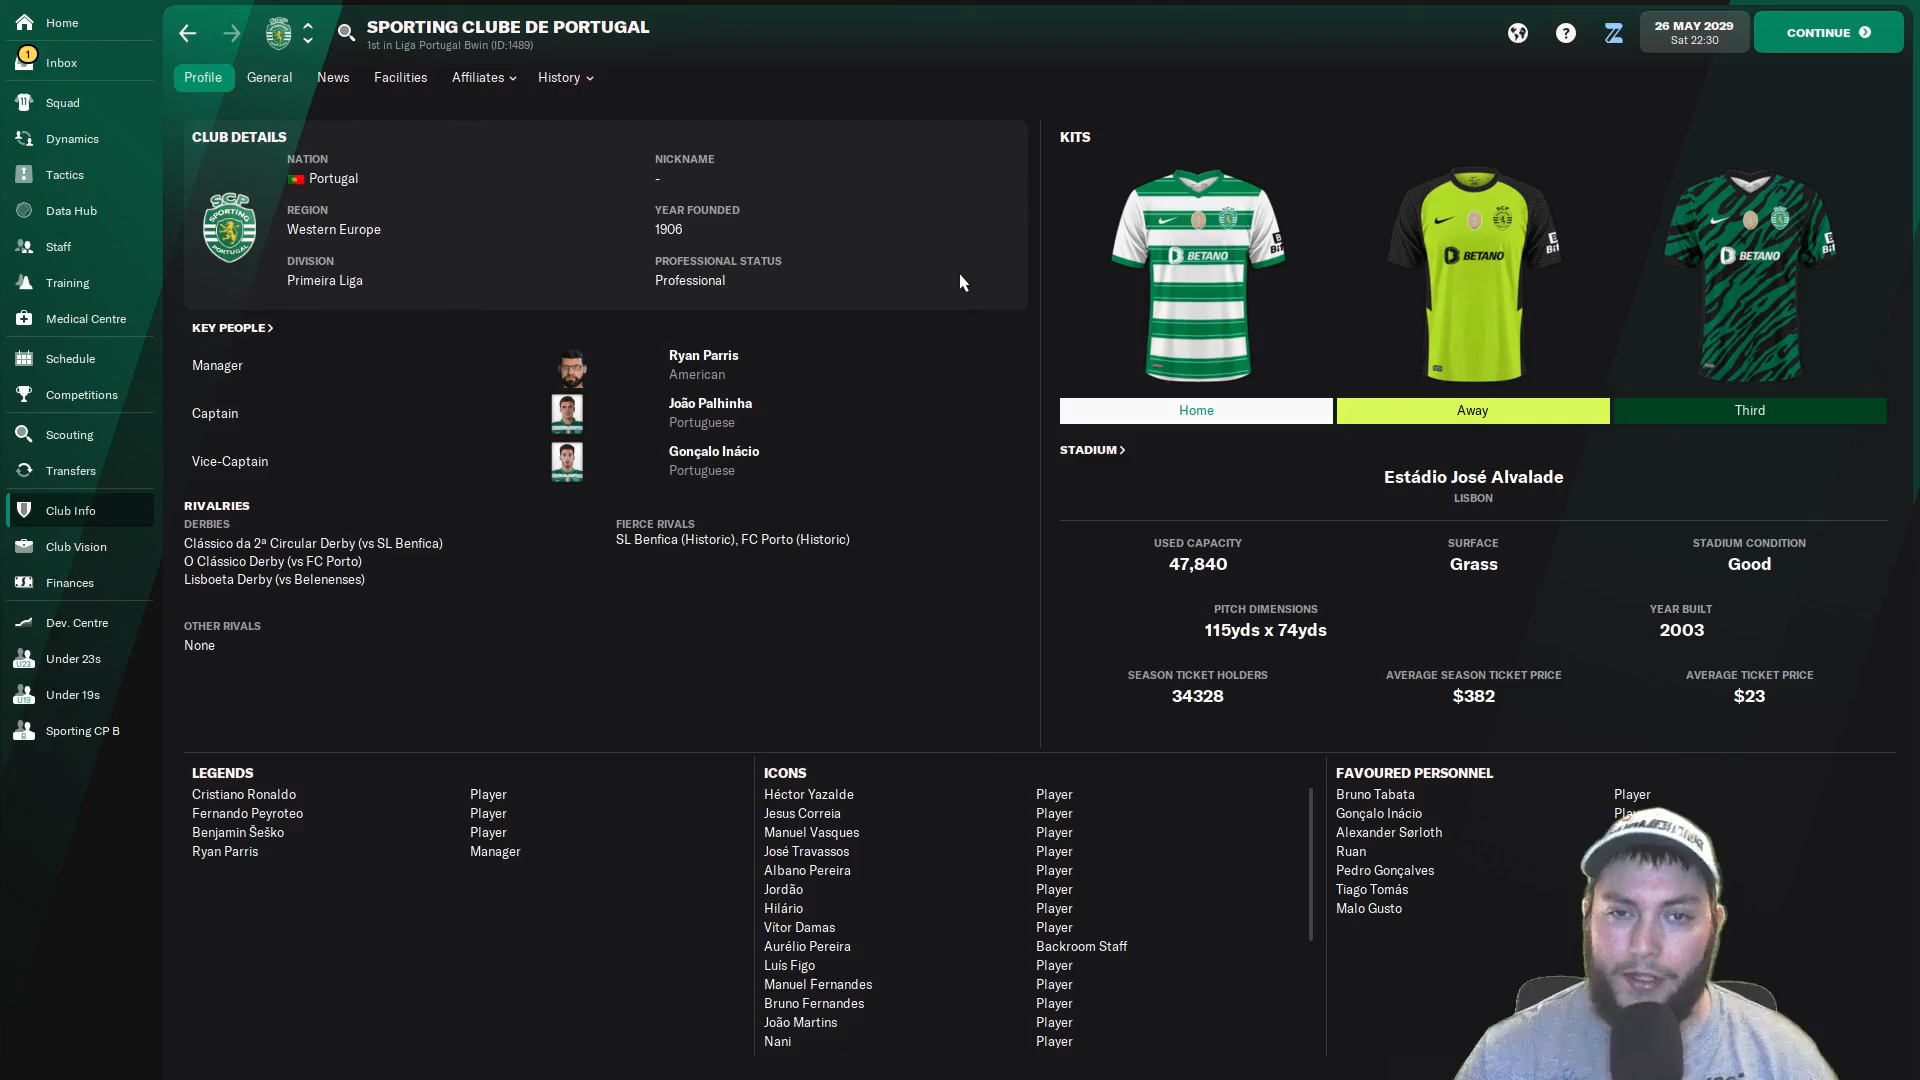 Home
1
Inbox
Squad
Dynamics
Tactics
Data Hub
Staff
Training
Medical Centre
Schedule
Competitions
Scouting
Transfers
Club Info
Club Vision
Finances
Dev. Centre
Under 23s
Under 19s
Sporting CP B
SPORTING CLUBE DE PORTUGAL
1st in Liga Portugal Bwin (ID:1489)
26 MAY 2029
Sat 22:30
CONTINUE
Profile General News Facilities Affiliates History
CLUB DETAILS
NATION
Portugal
NICKNAME
-
REGION
Western Europe
YEAR FOUNDED
1906
DIVISION
Primeira Liga
PROFESSIONAL STATUS
Professional
SCP
SPORTING
PORTUGAL
KEY PEOPLE
Manager
Ryan Parris
American
Captain
João Palhinha
Portuguese
Vice-Captain
Gonçalo Inácio
Portuguese
RIVALRIES
DERBIES
Clássico da 2ª Circular Derby (vs SL Benfica)
O Clássico Derby (vs FC Porto)
Lisboeta Derby (vs Belenenses)
FIERCE RIVALS
SL Benfica (Historic), FC Porto (Historic)
OTHER RIVALS
None
KITS
BETANO
BETANO
BETANO
Home
Away
Third
STADIUM
Estádio José Alvalade
LISBON
USED CAPACITY
47,840
SURFACE
Grass
STADIUM CONDITION
Good
PITCH DIMENSIONS
115yds x 74yds
YEAR BUILT
2003
SEASON TICKET HOLDERS
34328
AVERAGE SEASON TICKET PRICE
$382
AVERAGE TICKET PRICE
$23
LEGENDS
Cristiano Ronaldo Player
Fernando Peyroteo Player
Benjamin Šeško Player
Ryan Parris Manager
ICONS
Héctor Yazalde Player
Jesus Correia Player
Manuel Vasques Player
José Travassos Player
Albano Pereira Player
Jordão Player
Hilário Player
Vítor Damas Player
Aurélio Pereira Backroom Staff
Luís Figo Player
Manuel Fernandes Player
Bruno Fernandes Player
João Martins Player
Nani Player
FAVOURED PERSONNEL
Bruno Tabata Player
Gonçalo Inácio
Alexander Sørloth
Ruan
Pedro Gonçalves
Tiago Tomás
Malo Gusto